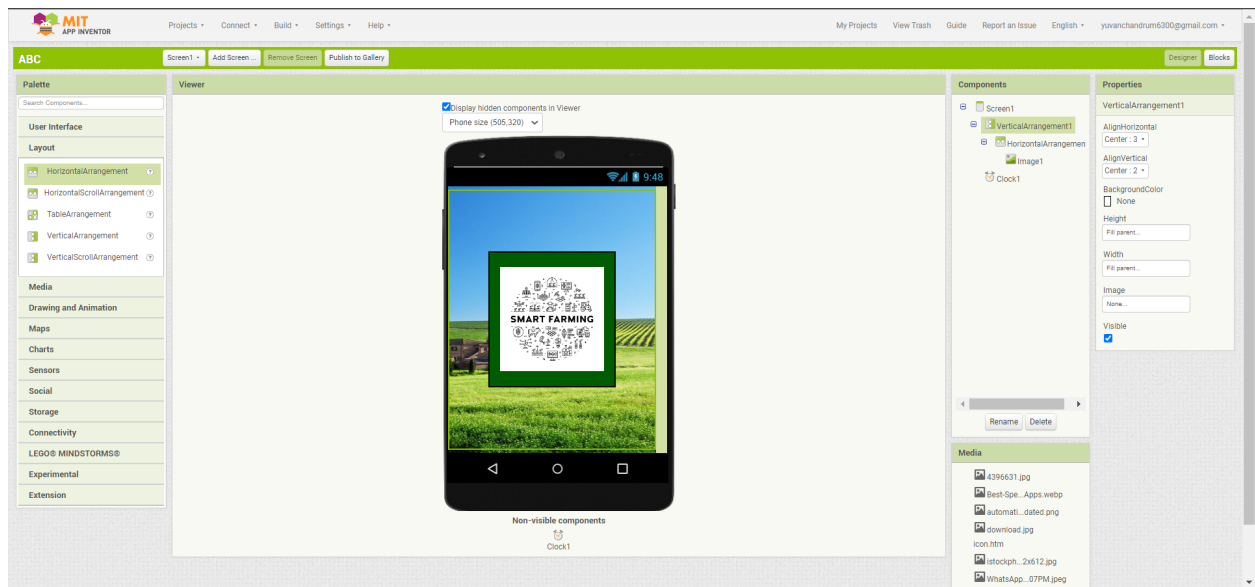 MIT
APP INVENTOR
Projects Connect Build Settings Help
My Projects View Trash Guide Report an Issue English yuvanchandrum6300@gmail.com
ABC
Screen1 Add Screen ... Remove Screen Publish to Gallery
Designer Blocks
Palette
Search Components...
User Interface
Layout
HorizontalArrangement ?
HorizontalScrollArrangement ?
TableArrangement ?
VerticalArrangement ?
VerticalScrollArrangement ?
Media
Drawing and Animation
Maps
Charts
Sensors
Social
Storage
Connectivity
LEGO® MINDSTORMS®
Experimental
Extension
Viewer
Display hidden components in Viewer
Phone size (505,320)
9:48
SMART FARMING
Non-visible components
Clock1
Components
Screen1
VerticalArrangement1
HorizontalArrangemen
Image1
Clock1
Rename Delete
Media
4396631.jpg
Best-Spe...Apps.webp
automati...dated.png
download.jpg
icon.htm
istockph...2x612.jpg
WhatsApp...07PM.jpeg
Properties
VerticalArrangement1
AlignHorizontal
Center : 3
AlignVertical
Center : 2
BackgroundColor
None
Height
Fill parent...
Width
Fill parent...
Image
None...
Visible